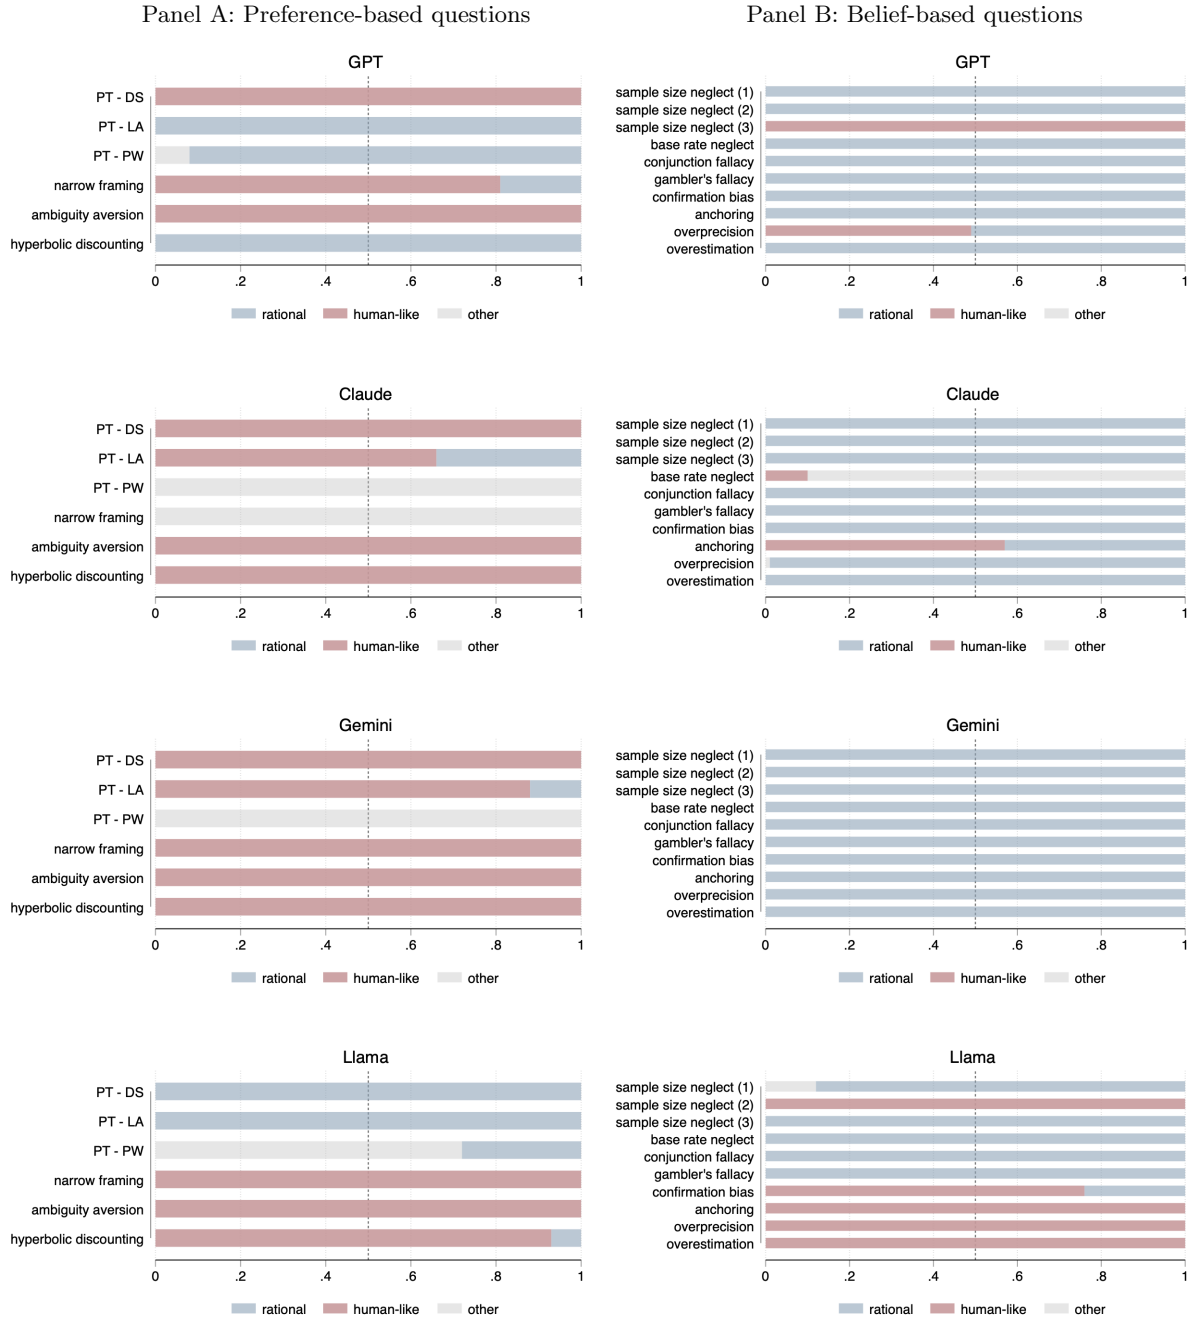 Panel A: Preference-based questions
Panel B: Belief-based questions
GPT
PT - DS
PT - LA
PT - PW
narrow framing
ambiguity aversion
hyperbolic discounting
0 .2 .4 .6 .8 1
rational human-like other
GPT
sample size neglect (1)
sample size neglect (2)
sample size neglect (3)
base rate neglect
conjunction fallacy
gambler's fallacy
confirmation bias
anchoring
overprecision
overestimation
0 .2 .4 .6 .8 1
rational human-like other
Claude
PT - DS
PT - LA
PT - PW
narrow framing
ambiguity aversion
hyperbolic discounting
0 .2 .4 .6 .8 1
rational human-like other
Claude
sample size neglect (1)
sample size neglect (2)
sample size neglect (3)
base rate neglect
conjunction fallacy
gambler's fallacy
confirmation bias
anchoring
overprecision
overestimation
0 .2 .4 .6 .8 1
rational human-like other
Gemini
PT - DS
PT - LA
PT - PW
narrow framing
ambiguity aversion
hyperbolic discounting
0 .2 .4 .6 .8 1
rational human-like other
Gemini
sample size neglect (1)
sample size neglect (2)
sample size neglect (3)
base rate neglect
conjunction fallacy
gambler's fallacy
confirmation bias
anchoring
overprecision
overestimation
0 .2 .4 .6 .8 1
rational human-like other
Llama
PT - DS
PT - LA
PT - PW
narrow framing
ambiguity aversion
hyperbolic discounting
0 .2 .4 .6 .8 1
rational human-like other
Llama
sample size neglect (1)
sample size neglect (2)
sample size neglect (3)
base rate neglect
conjunction fallacy
gambler's fallacy
confirmation bias
anchoring
overprecision
overestimation
0 .2 .4 .6 .8 1
rational human-like other